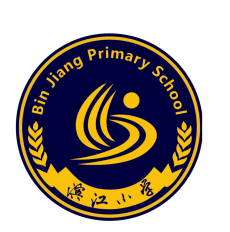 Bin Jiang Primary School
滨江小学